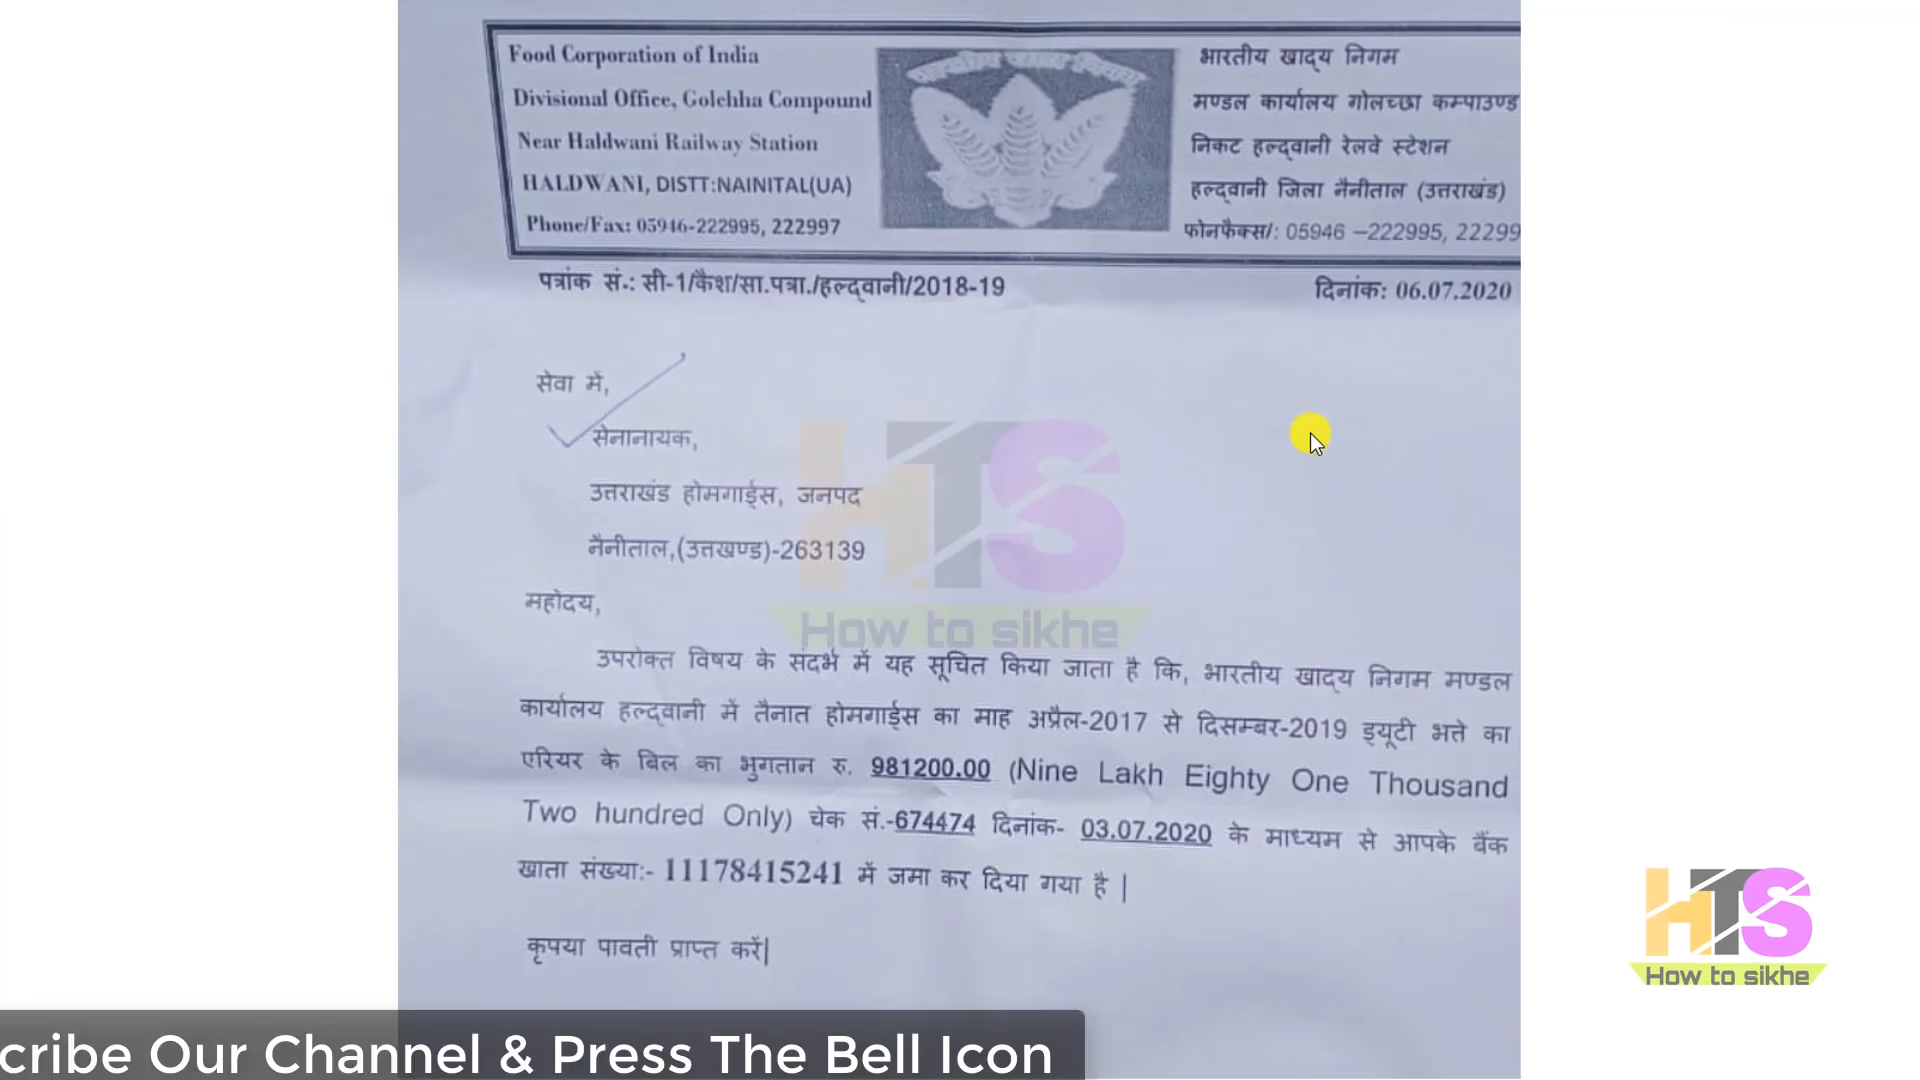 Food Corporation of India
Divisional Office, Golchha Compound
Near Haldwani Railway Station
HALDWANI, DISTT:NAINITAL(UA)
Phone/Fax: 05946-222995, 222997
भारतीय खाद्य निगम
मण्डल कार्यालय गोलच्छा कम्पाउण्ड
निकट हल्द्वानी रेलवे स्टेशन
हल्द्वानी जिला नैनीताल (उत्तराखंड)
फोनफैक्स/: 05946 –222995, 22299
पत्रांक सं.: सी-1/कैश/सा.पत्रा./हल्द्वानी/2018-19
दिनांक: 06.07.2020
सेवा में,
सेनानायक,
उत्तराखंड होमगार्ड्स, जनपद
नैनीताल,(उत्तखण्ड)-263139
महोदय,
उपरोक्त विषय के संदर्भ में यह सूचित किया जाता है कि, भारतीय खाद्य निगम मण्डल
कार्यालय हल्द्वानी में तैनात होमगार्ड्स का माह अप्रैल-2017 से दिसम्बर-2019 ड्यूटी भत्ते का
एरियर के बिल का भुगतान रु. 981200.00 (Nine Lakh Eighty One Thousand
Two hundred Only) चेक सं.-674474 दिनांक- 03.07.2020 के माध्यम से आपके बैंक
खाता संख्या:- 11178415241 में जमा कर दिया गया है |
कृपया पावती प्राप्त करें|
HTS
How to sikhe
HTS
How to sikhe
cribe Our Channel & Press The Bell Icon